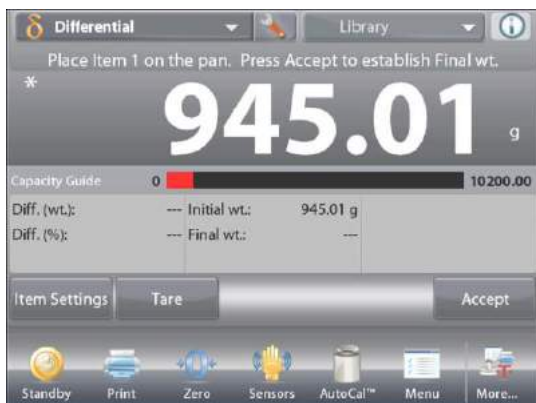 δ Differential Library
Place Item 1 on the pan. Press Accept to establish Final wt.
* 945.01 g
Capacity Guide 0 10200.00
Diff. (wt.): --- Initial wt.: 945.01 g
Diff. (%): --- Final wt.: ---
Item Settings Tare Accept
Standby Print Zero Sensors AutoCal™ Menu More...